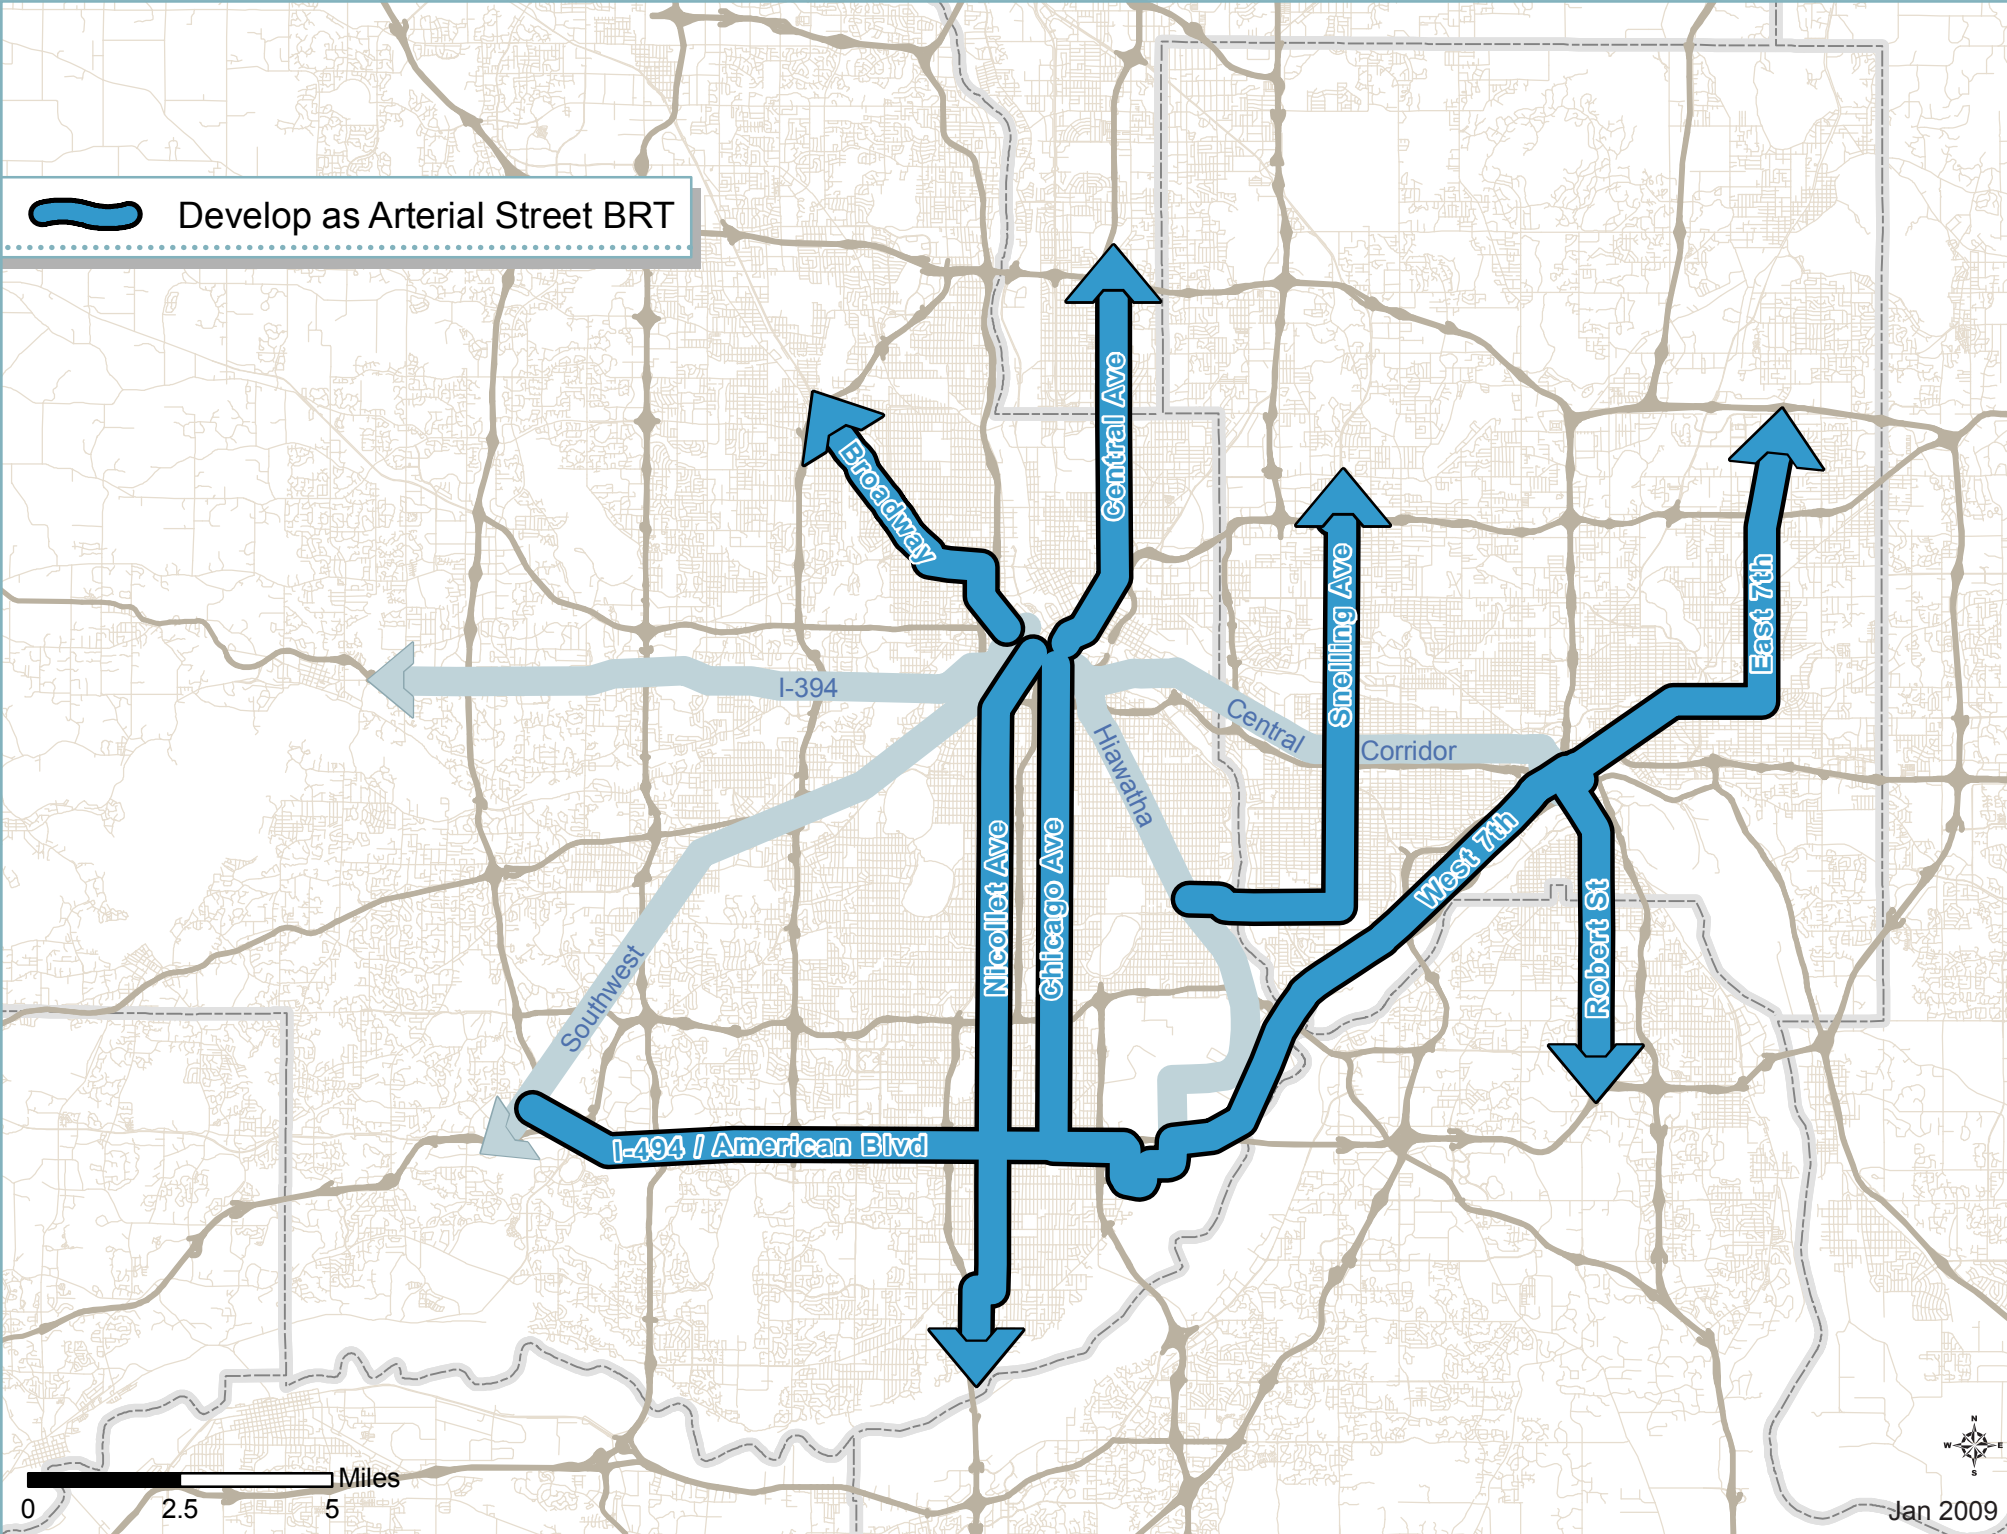 Develop as Arterial Street BRT
Central Ave
Broadway
Snelling Ave
East 7th
I-394
Central
Corridor
Hiawatha
Nicollet Ave
Chicago Ave
West 7th
Robert St
Southwest
I-494 / American Blvd
N
W E
S
Miles
0 2.5 5
Jan 2009